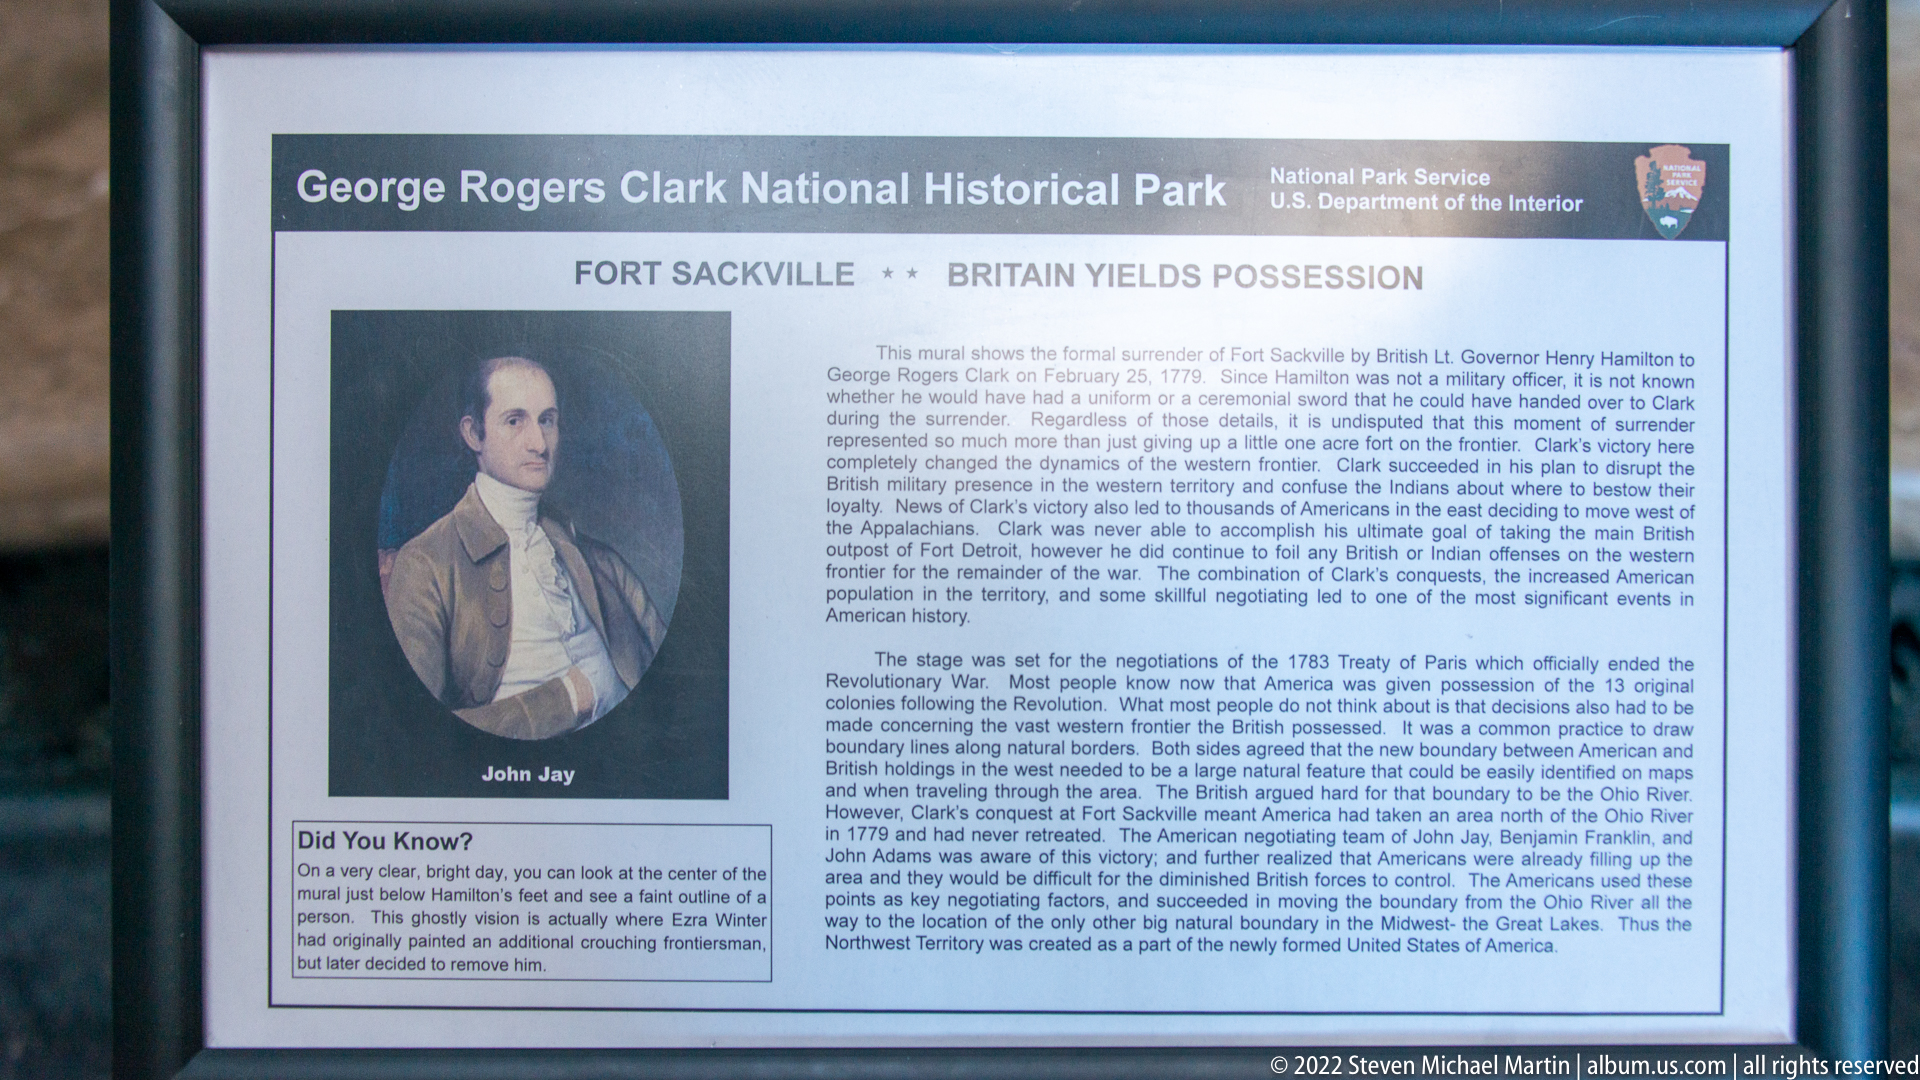 George Rogers Clark National Historical Park
National Park Service
U.S. Department of the Interior
NATIONAL
PARK
SERVICE
FORT SACKVILLE ★ ★ BRITAIN YIELDS POSSESSION
John Jay
Did You Know?
On a very clear, bright day, you can look at the center of the
mural just below Hamilton's feet and see a faint outline of a
person. This ghostly vision is actually where Ezra Winter
had originally painted an additional crouching frontiersman,
but later decided to remove him.
This mural shows the formal surrender of Fort Sackville by British Lt. Governor Henry Hamilton to
George Rogers Clark on February 25, 1779. Since Hamilton was not a military officer, it is not known
whether he would have had a uniform or a ceremonial sword that he could have handed over to Clark
during the surrender. Regardless of those details, it is undisputed that this moment of surrender
represented so much more than just giving up a little one acre fort on the frontier. Clark's victory here
completely changed the dynamics of the western frontier. Clark succeeded in his plan to disrupt the
British military presence in the western territory and confuse the Indians about where to bestow their
loyalty. News of Clark's victory also led to thousands of Americans in the east deciding to move west of
the Appalachians. Clark was never able to accomplish his ultimate goal of taking the main British
outpost of Fort Detroit, however he did continue to foil any British or Indian offenses on the western
frontier for the remainder of the war. The combination of Clark's conquests, the increased American
population in the territory, and some skillful negotiating led to one of the most significant events in
American history.
The stage was set for the negotiations of the 1783 Treaty of Paris which officially ended the
Revolutionary War. Most people know now that America was given possession of the 13 original
colonies following the Revolution. What most people do not think about is that decisions also had to be
made concerning the vast western frontier the British possessed. It was a common practice to draw
boundary lines along natural borders. Both sides agreed that the new boundary between American and
British holdings in the west needed to be a large natural feature that could be easily identified on maps
and when traveling through the area. The British argued hard for that boundary to be the Ohio River.
However, Clark's conquest at Fort Sackville meant America had taken an area north of the Ohio River
in 1779 and had never retreated. The American negotiating team of John Jay, Benjamin Franklin, and
John Adams was aware of this victory; and further realized that Americans were already filling up the
area and they would be difficult for the diminished British forces to control. The Americans used these
points as key negotiating factors, and succeeded in moving the boundary from the Ohio River all the
way to the location of the only other big natural boundary in the Midwest- the Great Lakes. Thus the
Northwest Territory was created as a part of the newly formed United States of America.
© 2022 Steven Michael Martin | album.us.com | all rights reserved